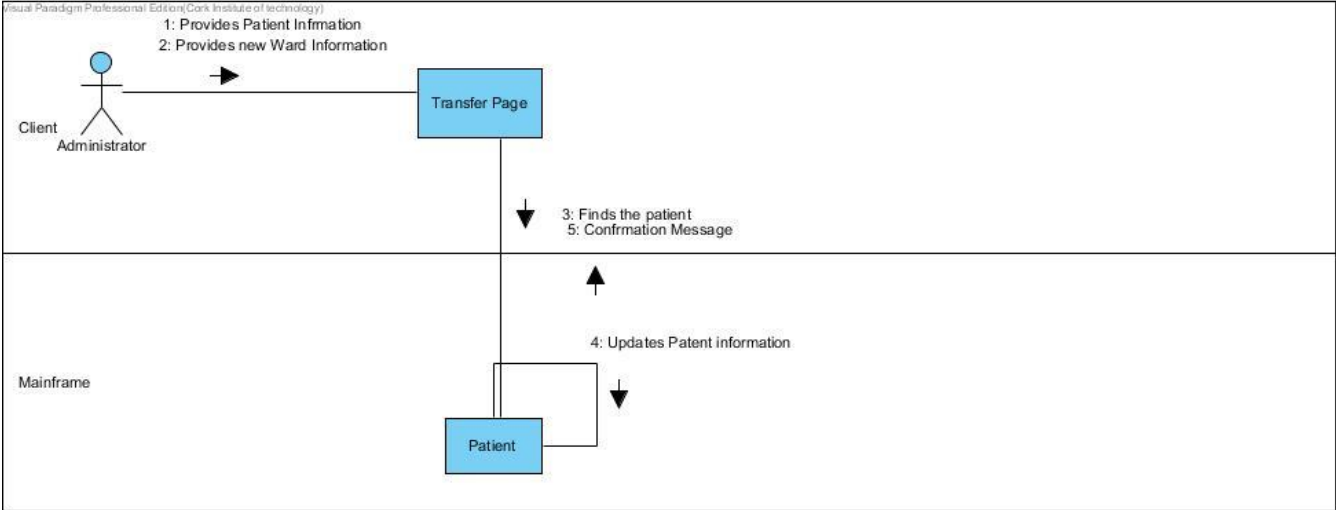 Visual Paradigm Professional Edition(Cork Institute of technology)
1: Provides Patient Infrmation
2: Provides new Ward Information
Transfer Page
Client
Administrator
3: Finds the patient
5: Confrmation Message
4: Updates Patent information
Mainframe
Patient